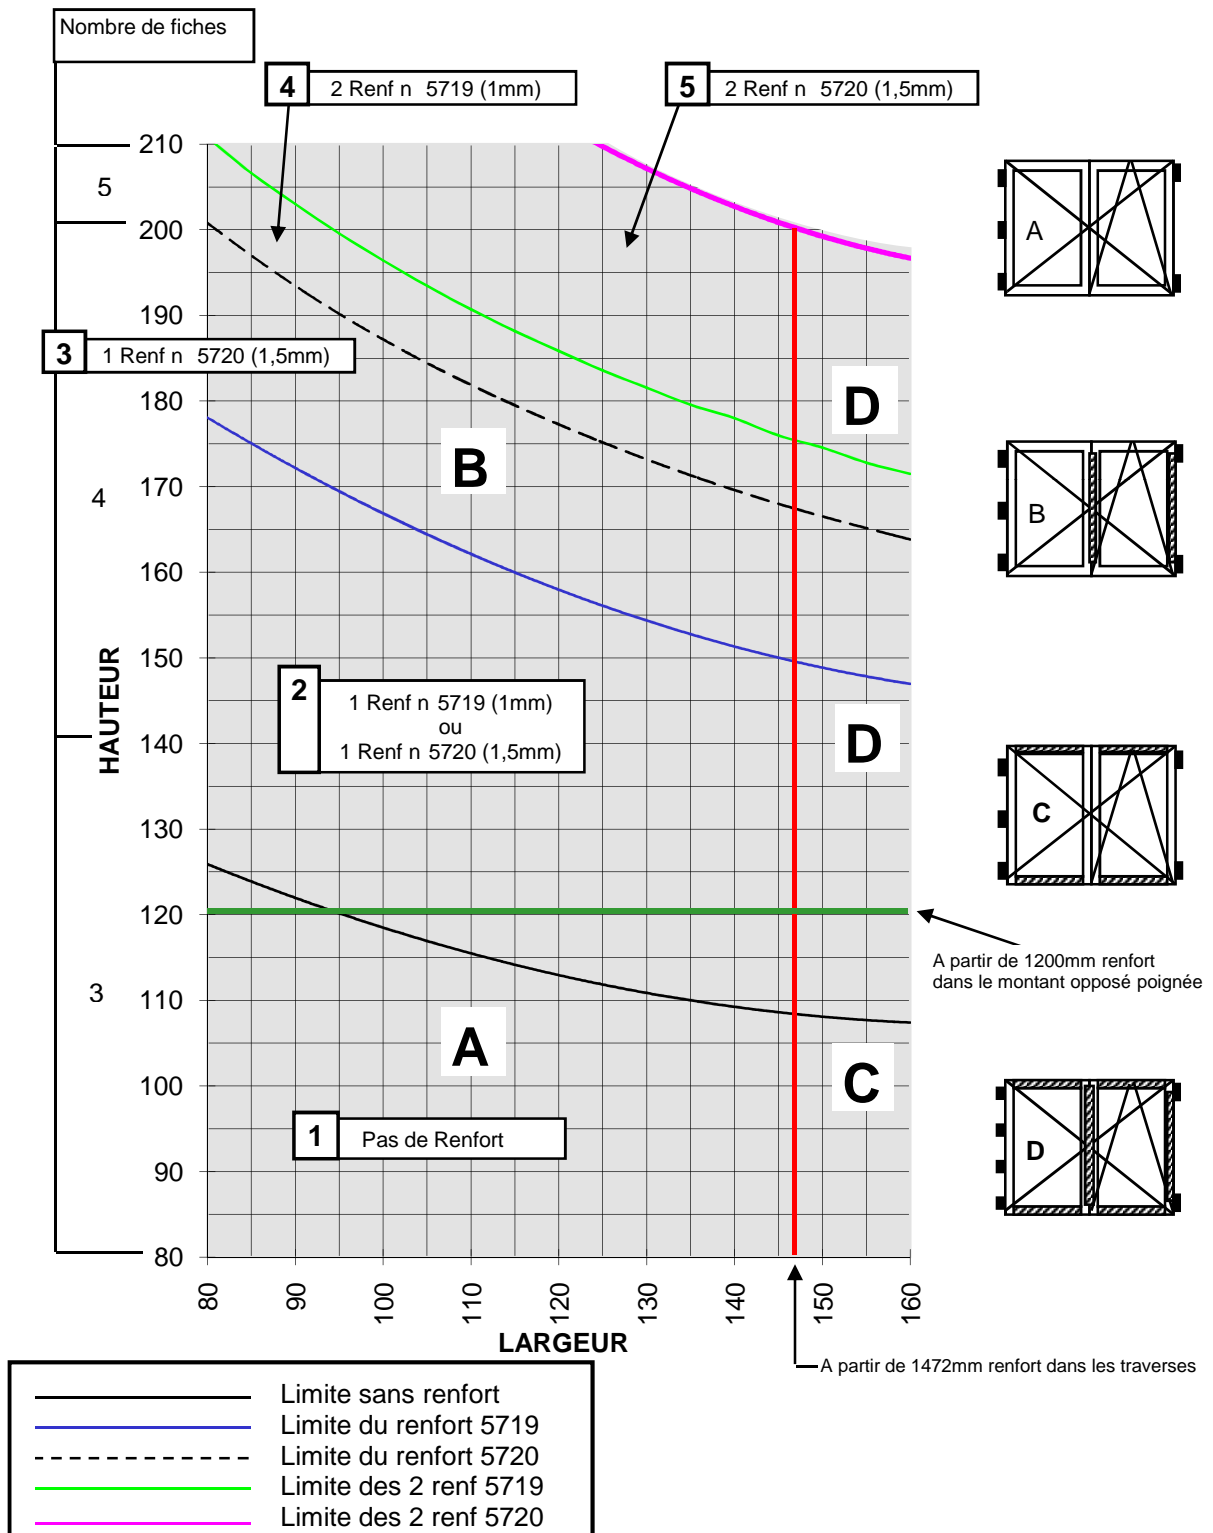 Nombre de fiches
4 2 Renf n 5719 (1mm)
5 2 Renf n 5720 (1,5mm)
210
5
200
A
190
3 1 Renf n 5720 (1,5mm)
180
D
B
4
170
B
160
150
HAUTEUR
2
1 Renf n 5719 (1mm)
ou
1 Renf n 5720 (1,5mm)
140
D
130
C
120
A partir de 1200mm renfort
dans le montant opposé poignée
3
110
A
100
C
1 Pas de Renfort
D
90
80
80 90 100 110 120 130 140 150 160
LARGEUR
A partir de 1472mm renfort dans les traverses
Limite sans renfort
Limite du renfort 5719
Limite du renfort 5720
Limite des 2 renf 5719
Limite des 2 renf 5720